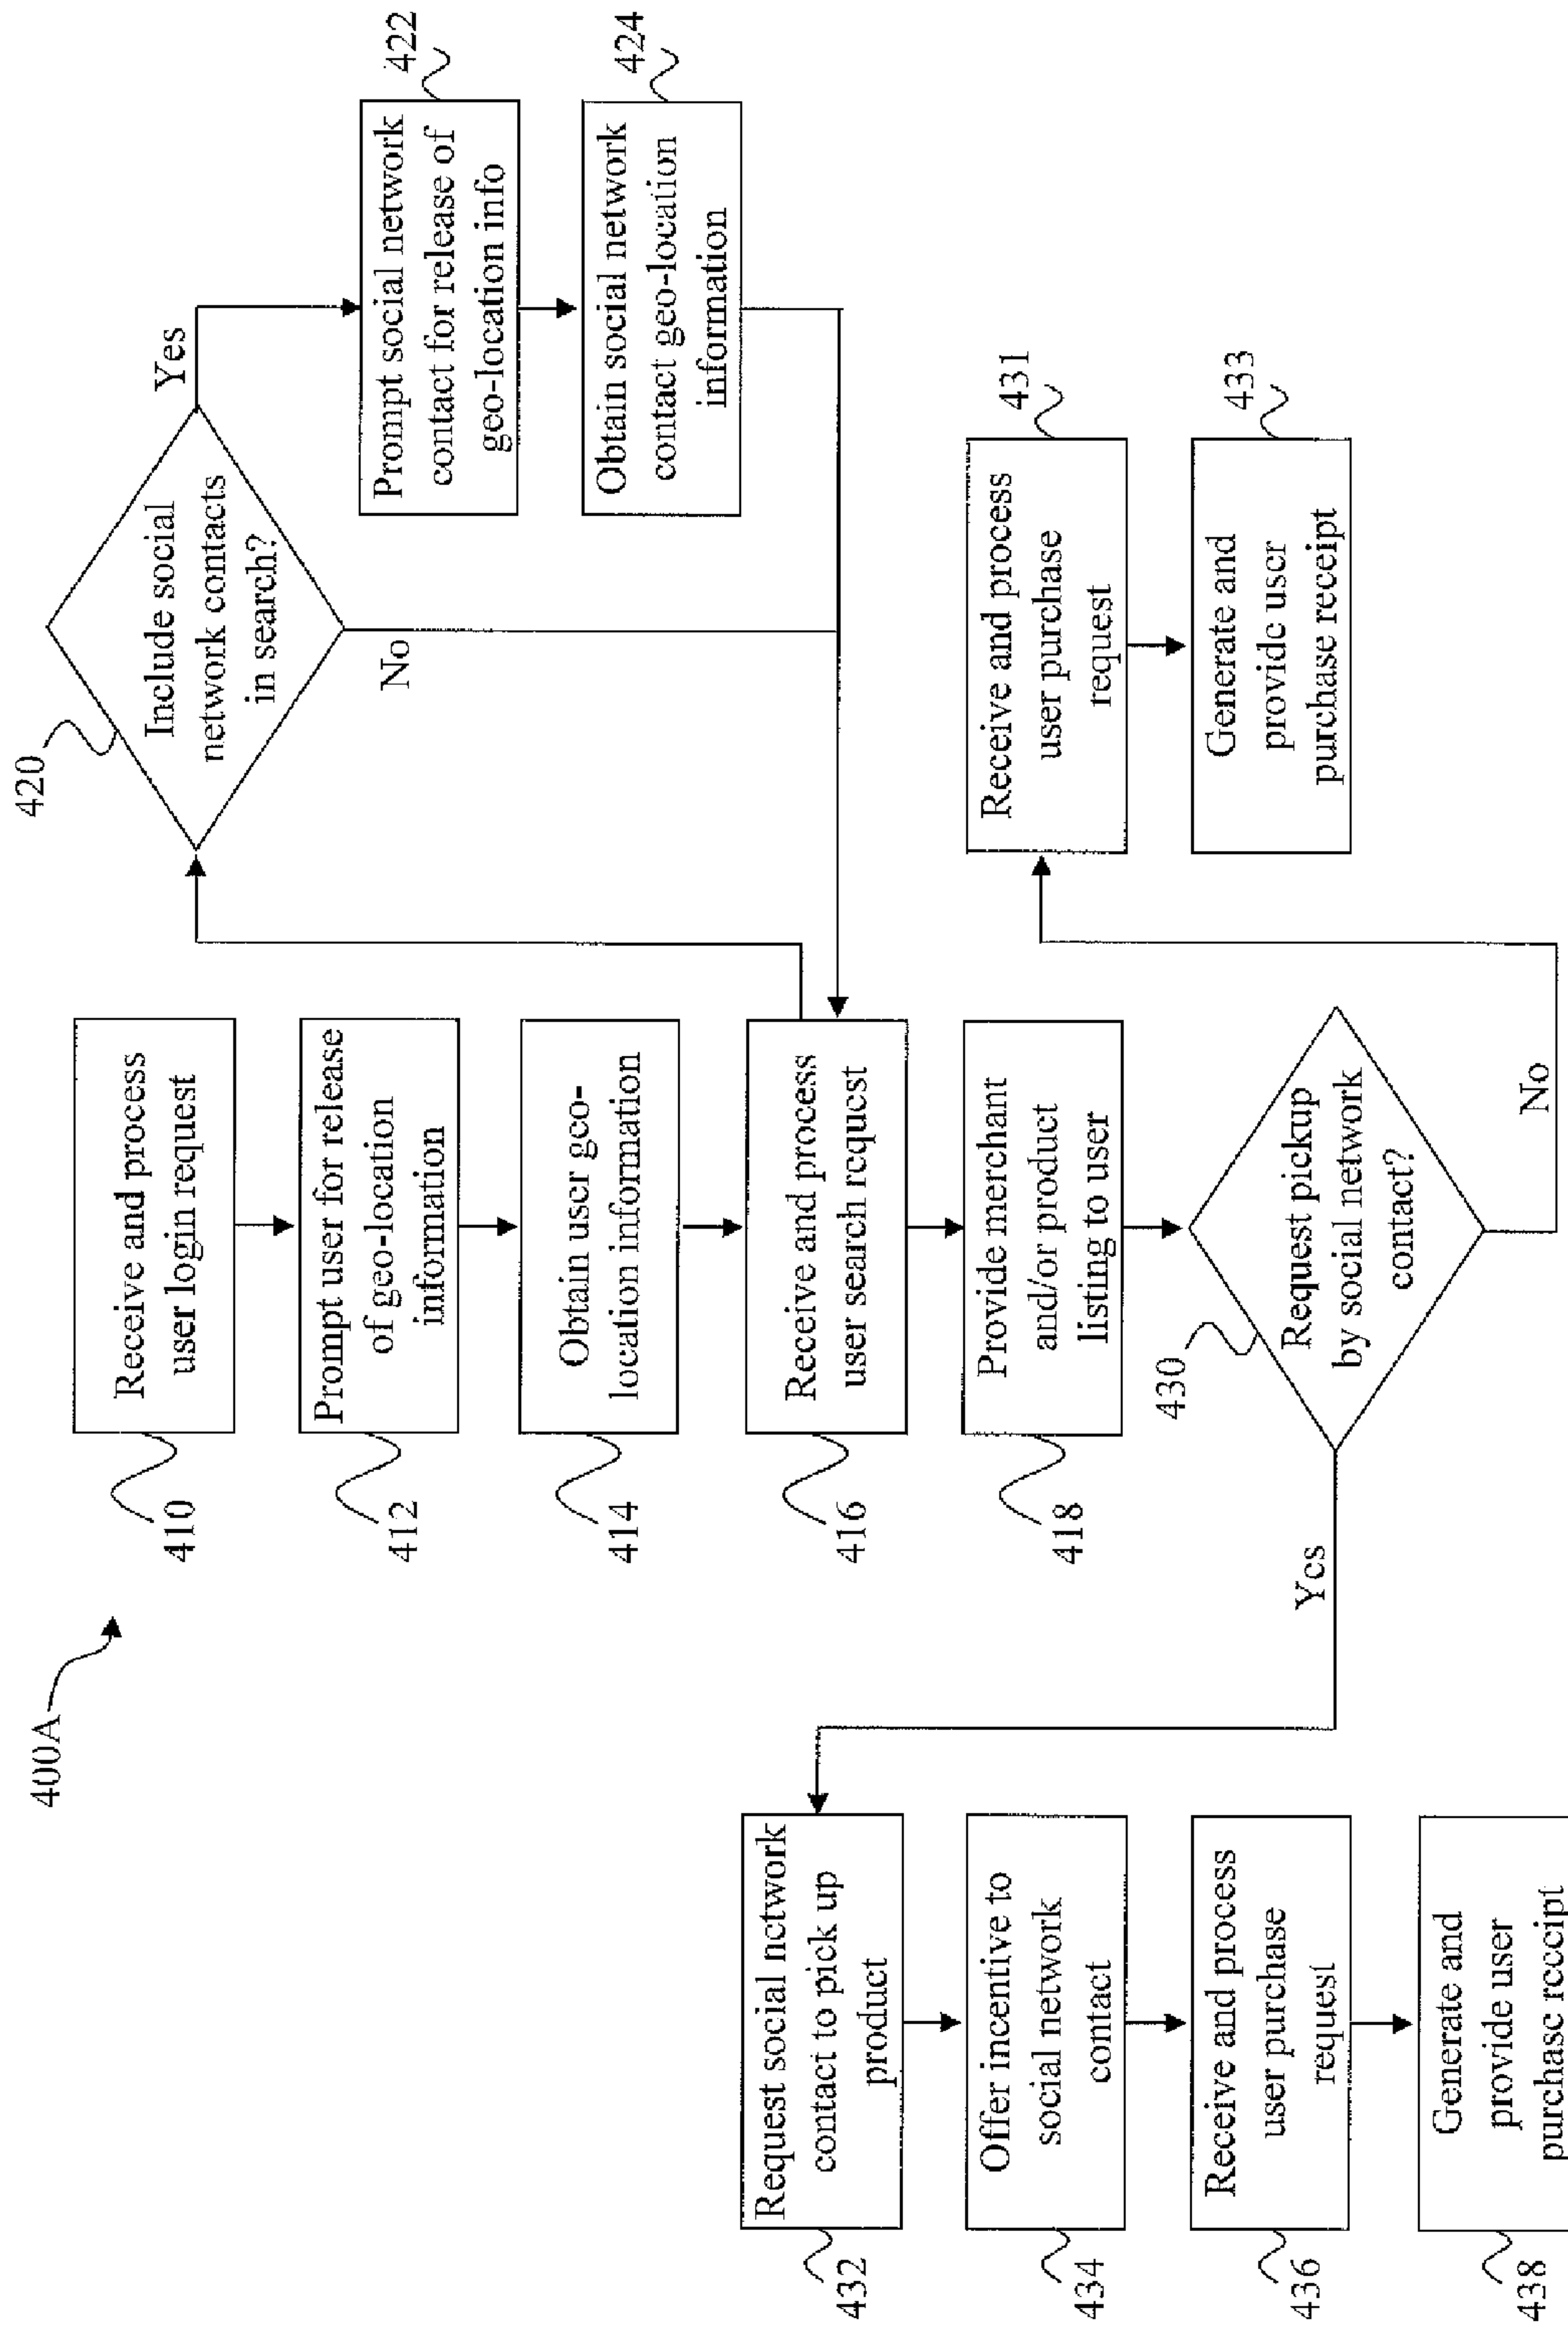 400A
410
Receive and process
user login request
412
Prompt user for release
of geo-location
information
414
Obtain user geo-
location information
416
Receive and process
user search request
418
Provide merchant
and/or product
listing to user
420
Include social
network contacts
in search?
Yes
No
422
Prompt social network
contact for release of
geo-location info
424
Obtain social network
contact geo-location
information
430
Request pickup
by social network
contact?
Yes
No
431
Receive and process
user purchase
request
433
Generate and
provide user
purchase receipt
432
Request social network
contact to pick up
product
434
Offer incentive to
social network
contact
436
Receive and process
user purchase
request
438
Generate and
provide user
purchase receipt